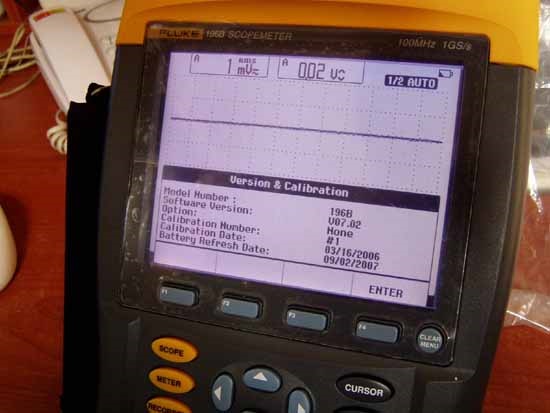 FLUKE 196B SCOPEMETER
100MHz 1GS/s
A 1 RMS mV A 0.02 V
1/2 AUTO
Version & Calibration
Model Number : 196B
Software Version: V07.02
Option: None
Calibration Number: #1
Calibration Date: 03/16/2006
Battery Refresh Date: 09/02/2007
ENTER
F1 F2 F3 F4
CLEAR
MENU
SCOPE
METER
CURSOR